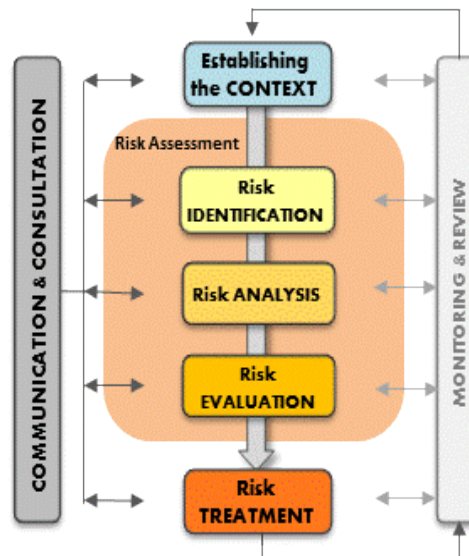 Establishing
the CONTEXT
Risk Assessment
Risk
IDENTIFICATION
Risk ANALYSIS
Risk
EVALUATION
Risk
TREATMENT
COMMUNICATION & CONSULTATION
MONITORING & REVIEW